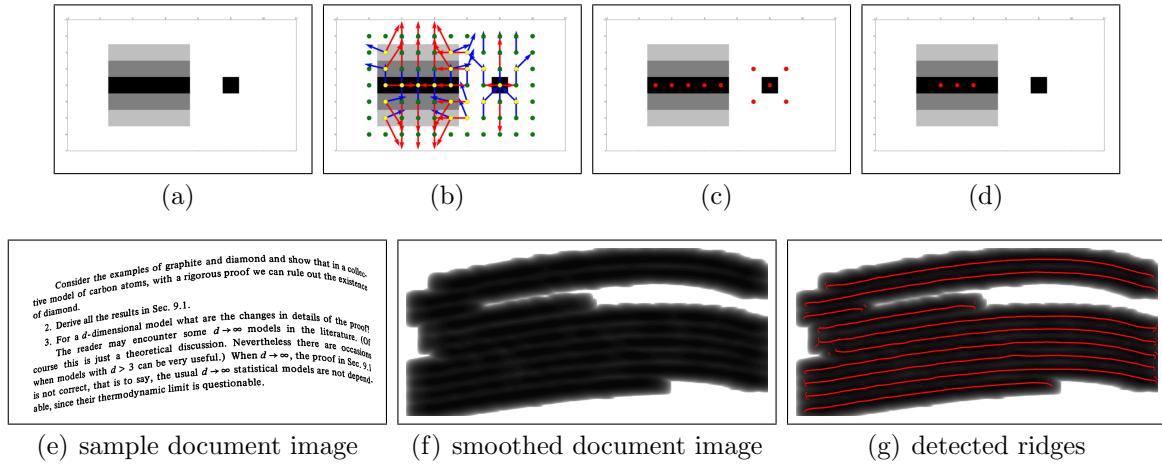 (a)
(b)
(c)
(d)
Consider the examples of graphite and diamond and show that in a collec-
tive model of carbon atoms, with a rigorous proof we can rule out the existence
of diamond.
2. Derive all the results in Sec. 9.1.
3. For a d-dimensional model what are the changes in details of the proof?
The reader may encounter some d → ∞ models in the literature. (Of
course this is just a theoretical discussion. Nevertheless there are occasions
when models with d > 3 can be very useful.) When d → ∞, the proof in Sec. 9.1
is not correct, that is to say, the usual d → ∞ statistical models are not depend-
able, since their thermodynamic limit is questionable.
(e) sample document image
(f) smoothed document image
(g) detected ridges